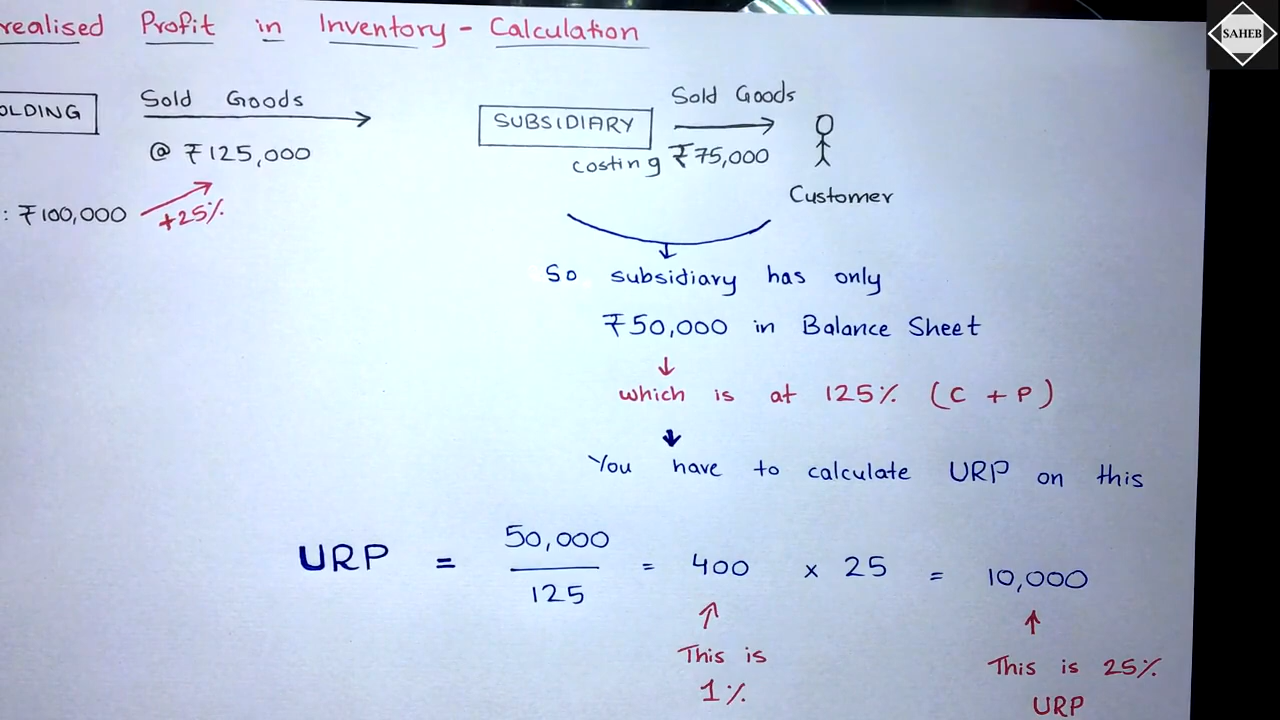 realised Profit in Inventory - Calculation
SAHEB
OLDING
Sold Goods
@ ₹125,000
: ₹100,000
+25%
SUBSIDIARY
Sold Goods
costing ₹75,000
Customer
So subsidiary has only
₹50,000 in Balance Sheet
which is at 125% (C + P)
You have to calculate URP on this
URP = 50,000 / 125 = 400 x 25 = 10,000
This is
1%
This is 25%
URP